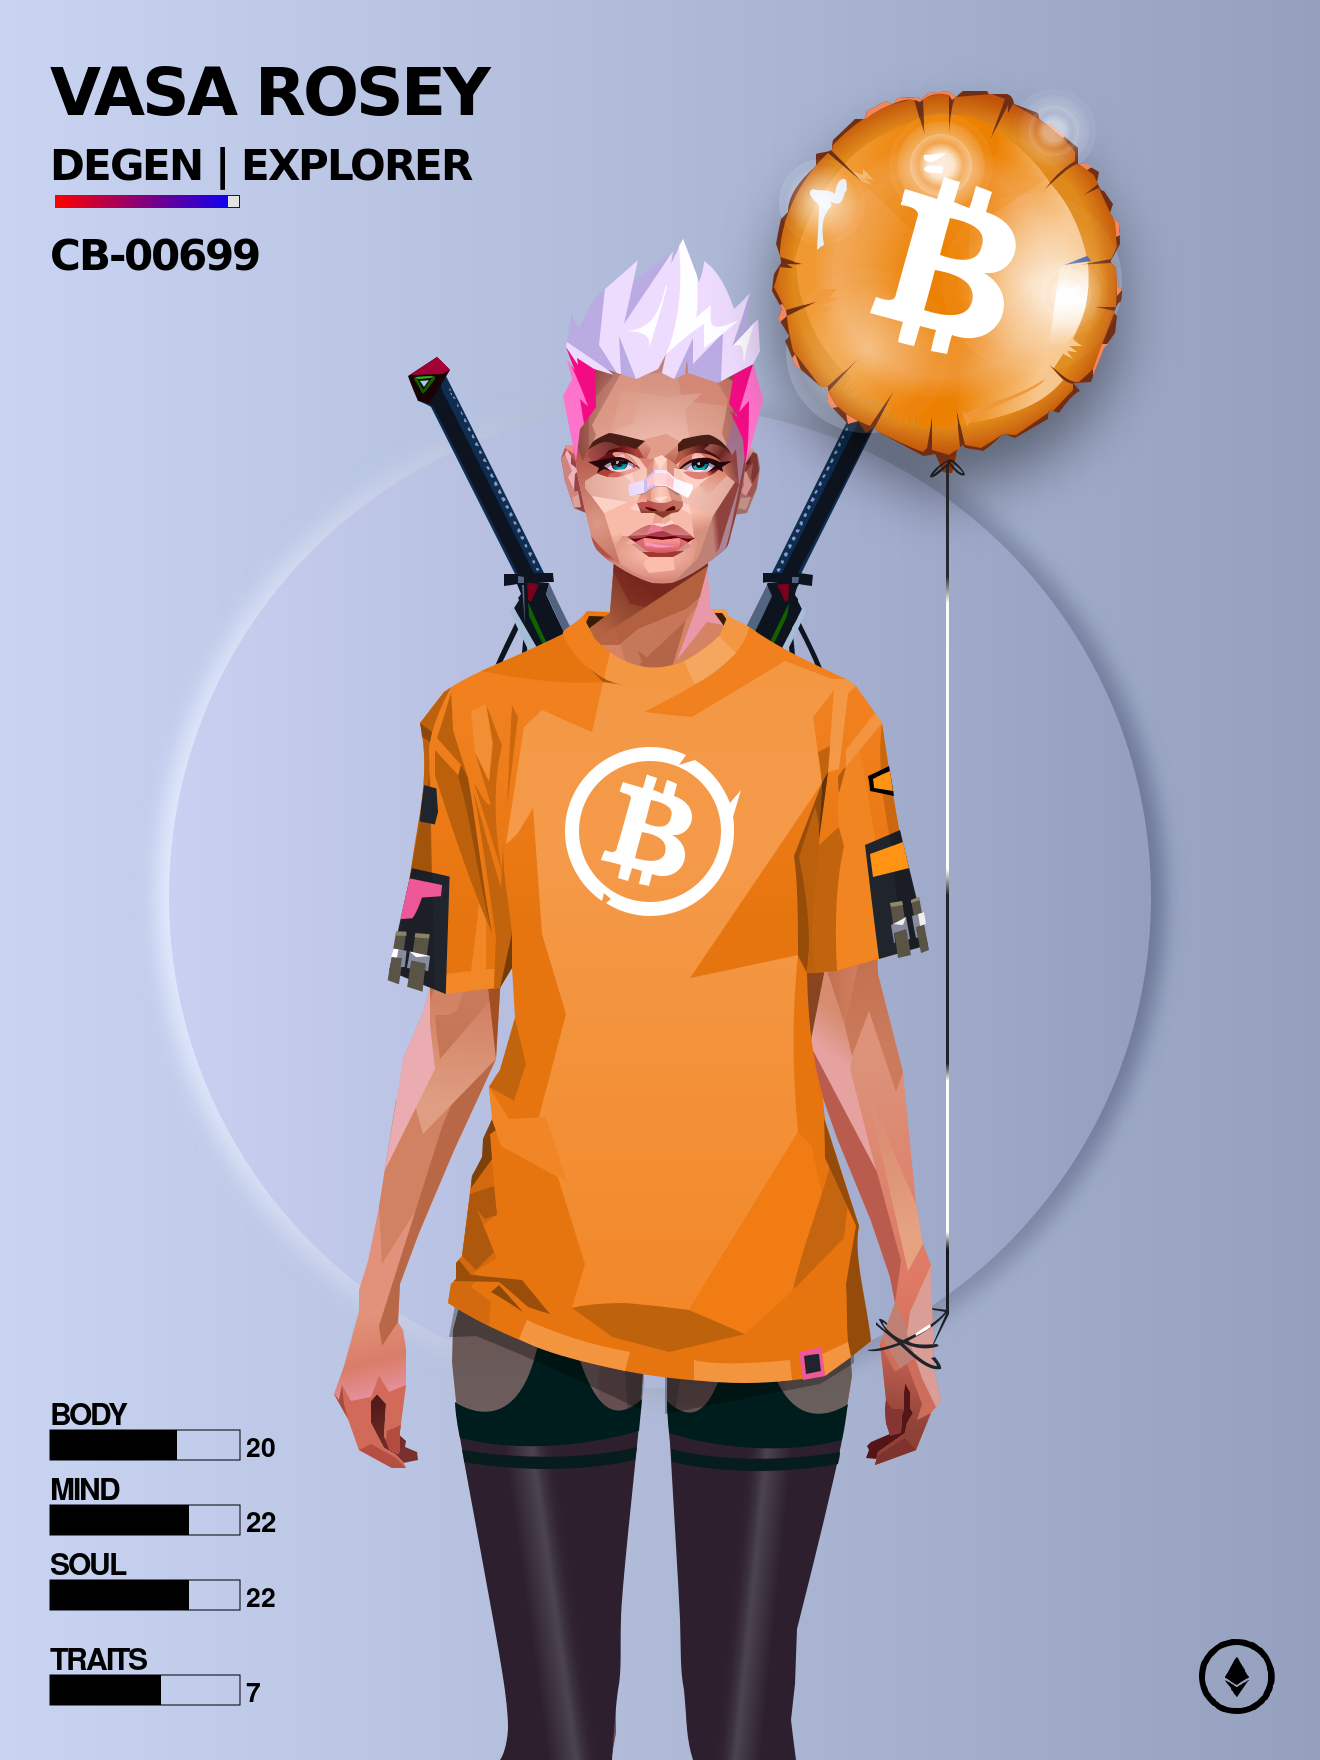 VASA ROSEY
DEGEN | EXPLORER
CB-00699
BODY
20
MIND
22
SOUL
22
TRAITS
7